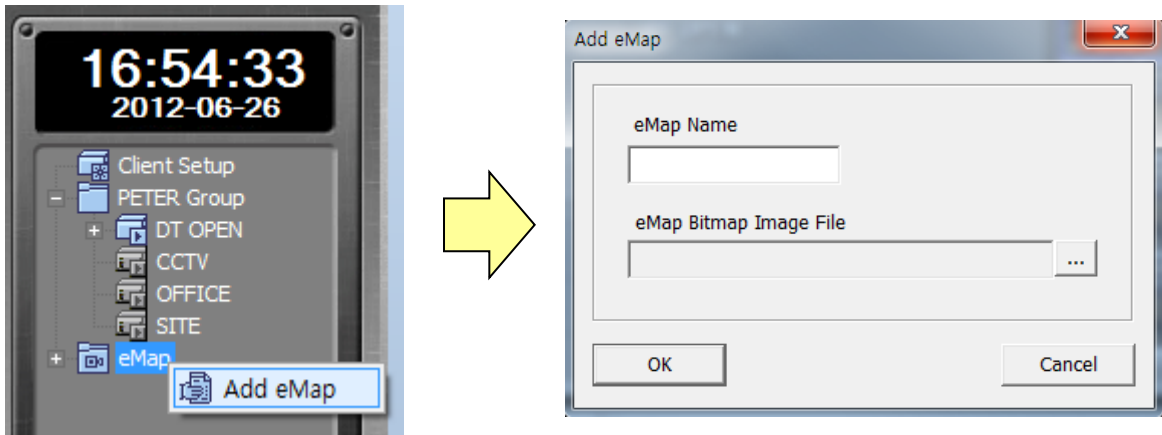 16:54:33
2012-06-26
Client Setup
PETER Group
DT OPEN
CCTV
OFFICE
SITE
eMap
Add eMap
Add eMap
eMap Name
eMap Bitmap Image File
...
OK
Cancel